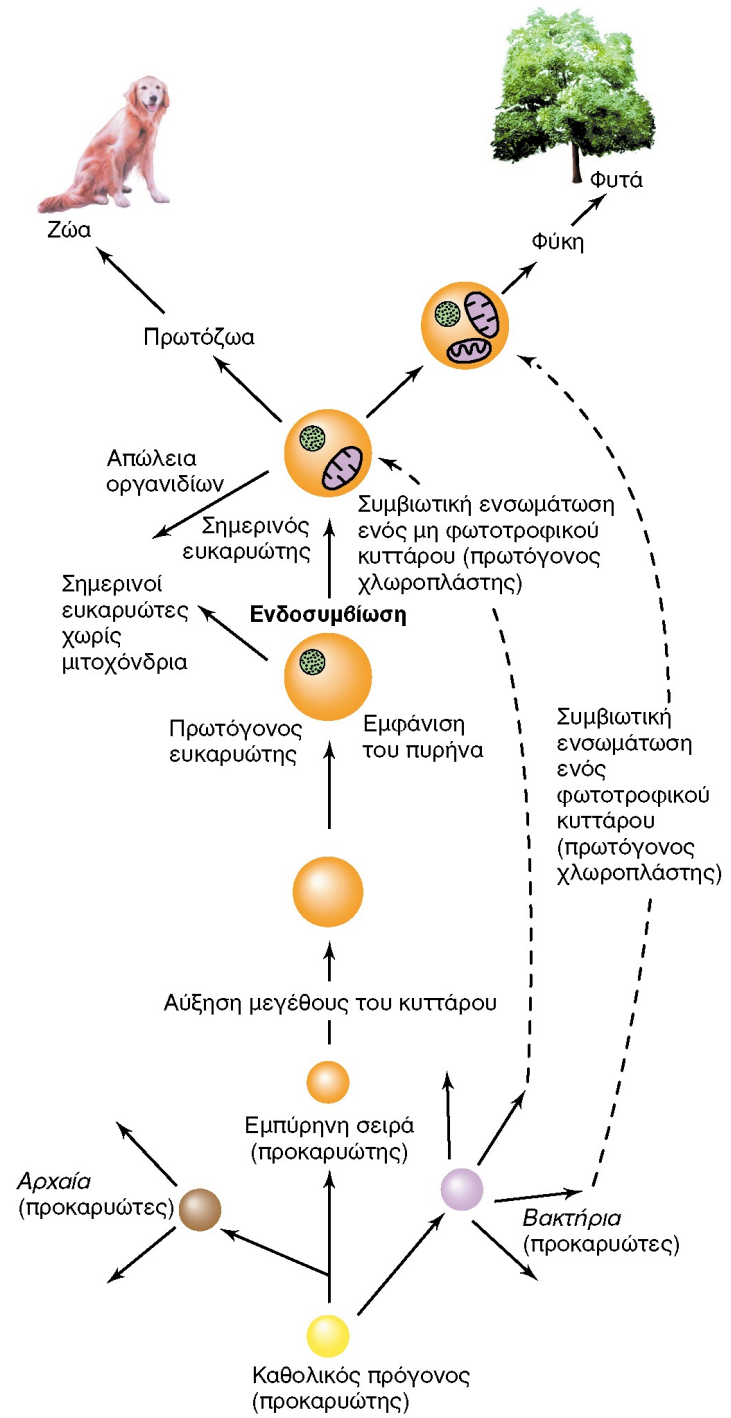 Φυτά
Ζώα
Φύκη
Πρωτόζωα
Απώλεια
οργανιδίων
Σημερινός
ευκαρυώτης
Συμβιωτική ενσωμάτωση
ενός μη φωτοτροφικού
κυττάρου (πρωτόγονος
χλωροπλάστης)
Σημερινοί
ευκαρυώτες
χωρίς
μιτοχόνδρια
Ενδοσυμβίωση
Πρωτόγονος
ευκαρυώτης
Εμφάνιση
του πυρήνα
Συμβιωτική
ενσωμάτωση
ενός
φωτοτροφικού
κυττάρου
(πρωτόγονος
χλωροπλάστης)
Αύξηση μεγέθους του κυττάρου
Εμπύρηνη σειρά
(προκαρυώτης)
Αρχαία
(προκαρυώτες)
Βακτήρια
(προκαρυώτες)
Καθολικός πρόγονος
(προκαρυώτης)